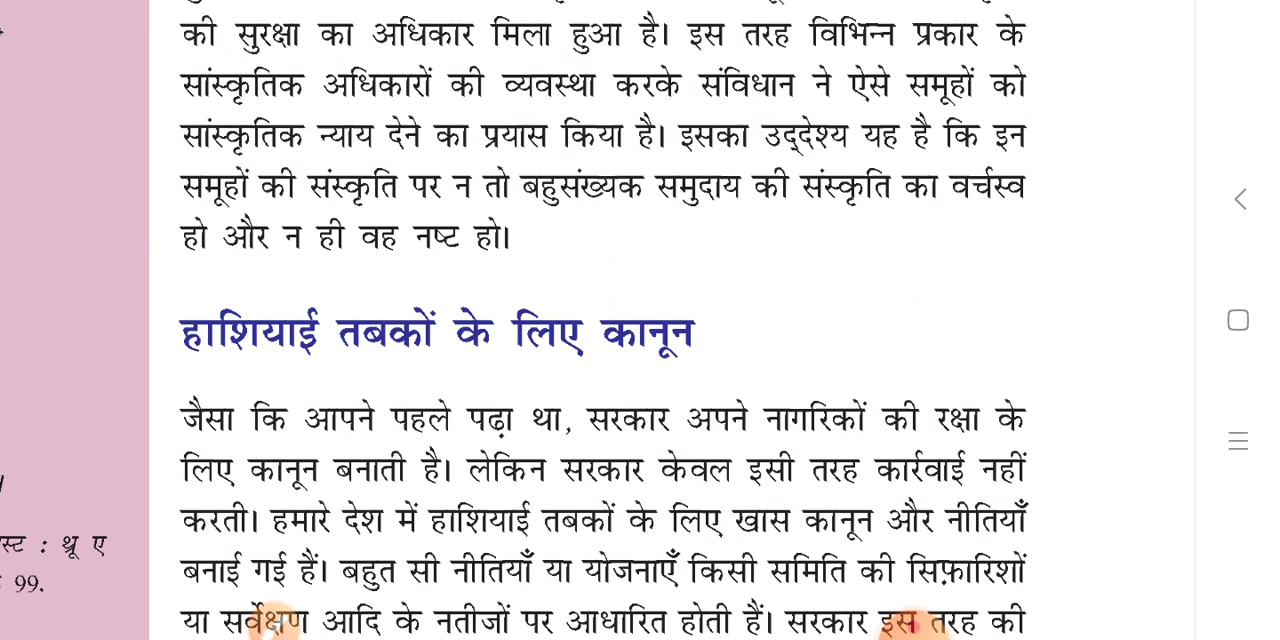 की सुरक्षा का अधिकार मिला हुआ है। इस तरह विभिन्न प्रकार के
सांस्कृतिक अधिकारों की व्यवस्था करके संविधान ने ऐसे समूहों को
सांस्कृतिक न्याय देने का प्रयास किया है। इसका उद्देश्य यह है कि इन
समूहों की संस्कृति पर न तो बहुसंख्यक समुदाय की संस्कृति का वर्चस्व
हो और न ही वह नष्ट हो।
हाशियाई तबकों के लिए कानून
जैसा कि आपने पहले पढ़ा था, सरकार अपने नागरिकों की रक्षा के
लिए कानून बनाती है। लेकिन सरकार केवल इसी तरह कार्रवाई नहीं
करती। हमारे देश में हाशियाई तबकों के लिए खास कानून और नीतियाँ
बनाई गई हैं। बहुत सी नीतियाँ या योजनाएँ किसी समिति की सिफ़ारिशों
या सर्वेक्षण आदि के नतीजों पर आधारित होती हैं। सरकार इस तरह की
: थ्रू ए
99.